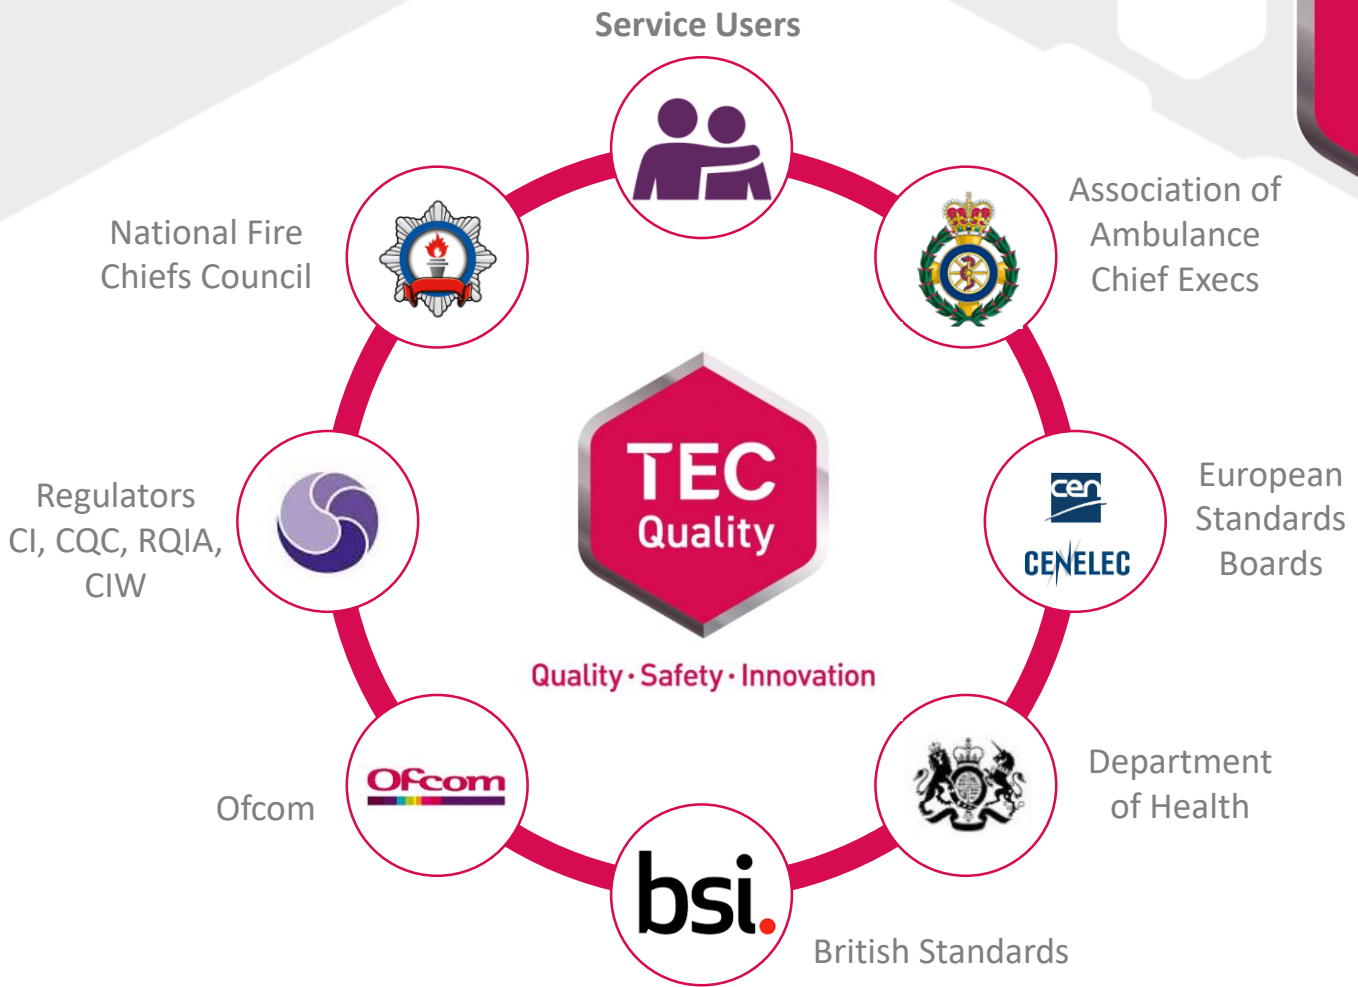 Service Users
Association of
Ambulance
Chief Execs
National Fire
Chiefs Council
TEC
Quality
Quality · Safety · Innovation
cen
CENELEC
European
Standards
Boards
Regulators
CI, CQC, RQIA,
CIW
Department
of Health
Ofcom
Ofcom
bsi.
British Standards